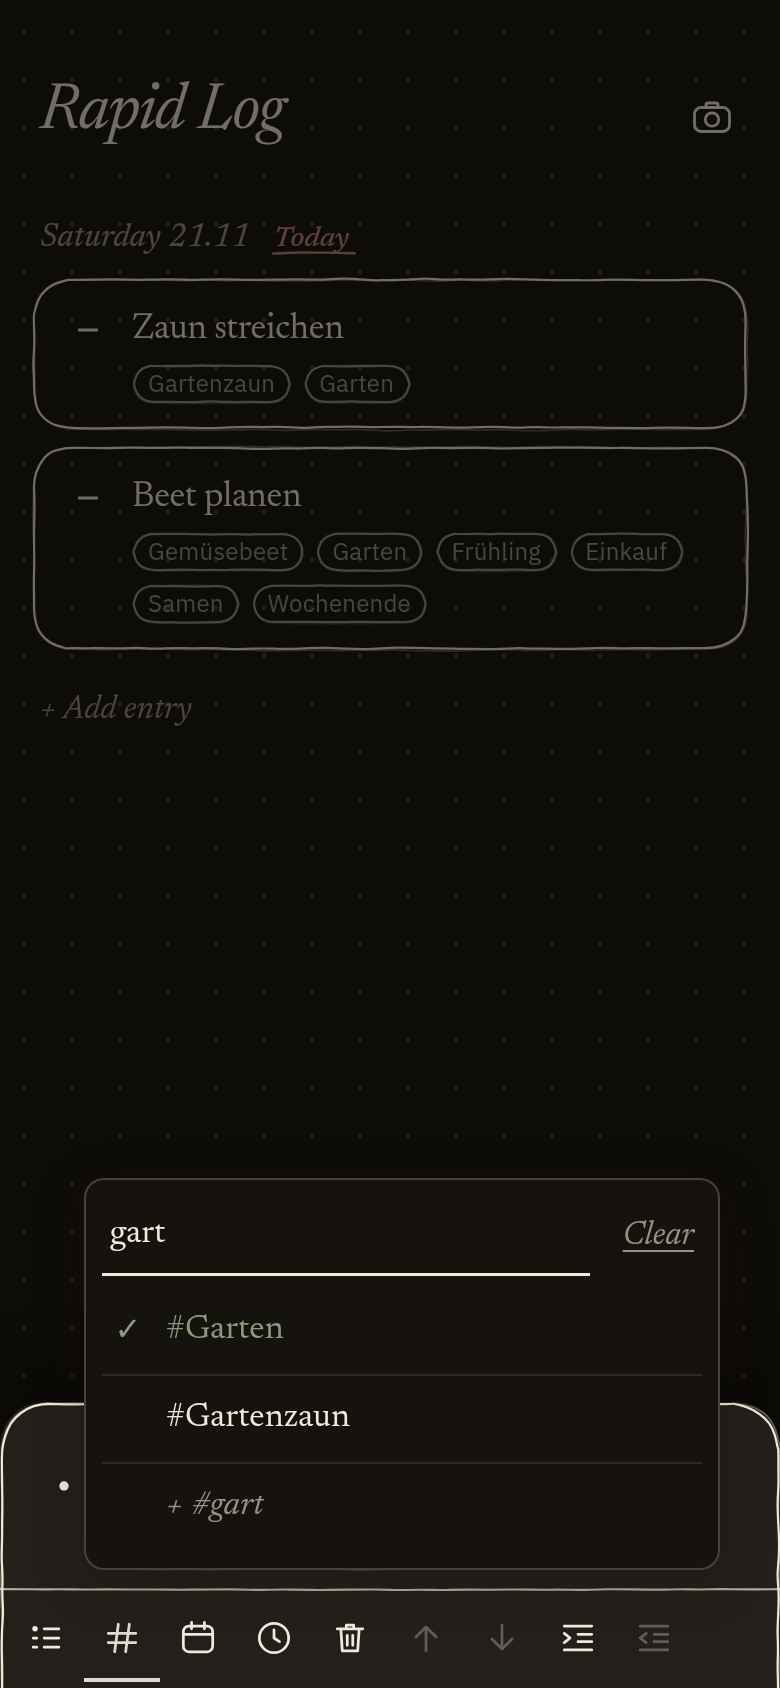 Rapid Log
Saturday 21.11 Today
– Zaun streichen
Gartenzaun Garten
– Beet planen
Gemüsebeet Garten Frühling Einkauf
Samen Wochenende
+ Add entry
gart Clear
✓ #Garten
#Gartenzaun
+ #gart